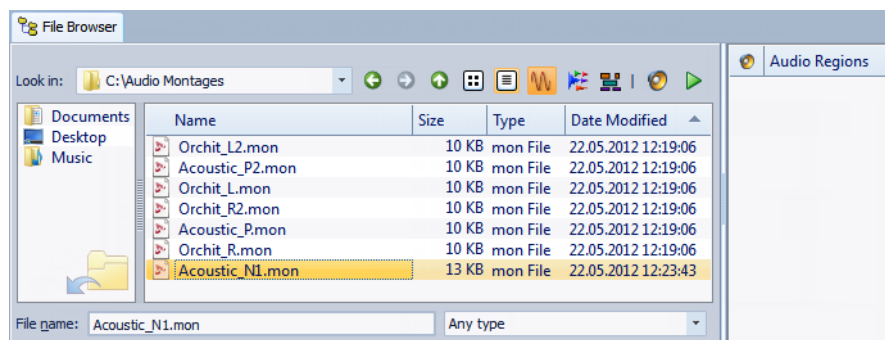 File Browser
Look in: C:\Audio Montages
Audio Regions
Documents
Desktop
Music
Name Size Type Date Modified
Orchit_L2.mon 10 KB mon File 22.05.2012 12:19:06
Acoustic_P2.mon 10 KB mon File 22.05.2012 12:19:06
Orchit_L.mon 10 KB mon File 22.05.2012 12:19:06
Orchit_R2.mon 10 KB mon File 22.05.2012 12:19:06
Acoustic_P.mon 10 KB mon File 22.05.2012 12:19:06
Orchit_R.mon 10 KB mon File 22.05.2012 12:19:06
Acoustic_N1.mon 13 KB mon File 22.05.2012 12:23:43
File name: Acoustic_N1.mon Any type